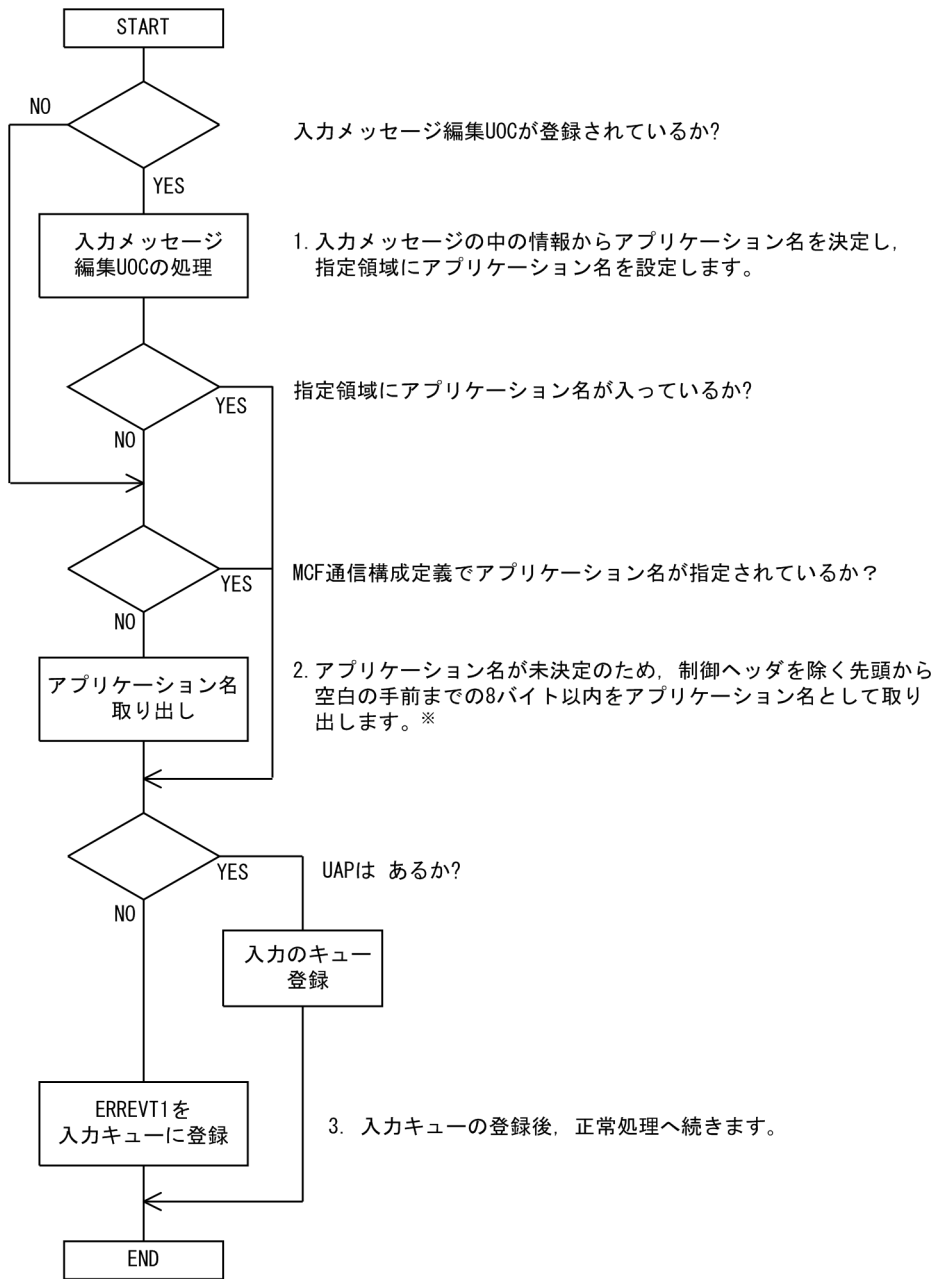 START
NO
入力メッセージ編集UOCが登録されているか?
YES
入力メッセージ
編集UOCの処理
1. 入力メッセージの中の情報からアプリケーション名を決定し,
指定領域にアプリケーション名を設定します。
指定領域にアプリケーション名が入っているか?
YES
NO
MCF通信構成定義でアプリケーション名が指定されているか？
YES
NO
アプリケーション名
取り出し
2. アプリケーション名が未決定のため, 制御ヘッダを除く先頭から
空白の手前までの8バイト以内をアプリケーション名として取り
出します。※
UAPは あるか?
YES
NO
入力のキュー
登録
ERREVT1を
入力キューに登録
3. 入力キューの登録後, 正常処理へ続きます。
END